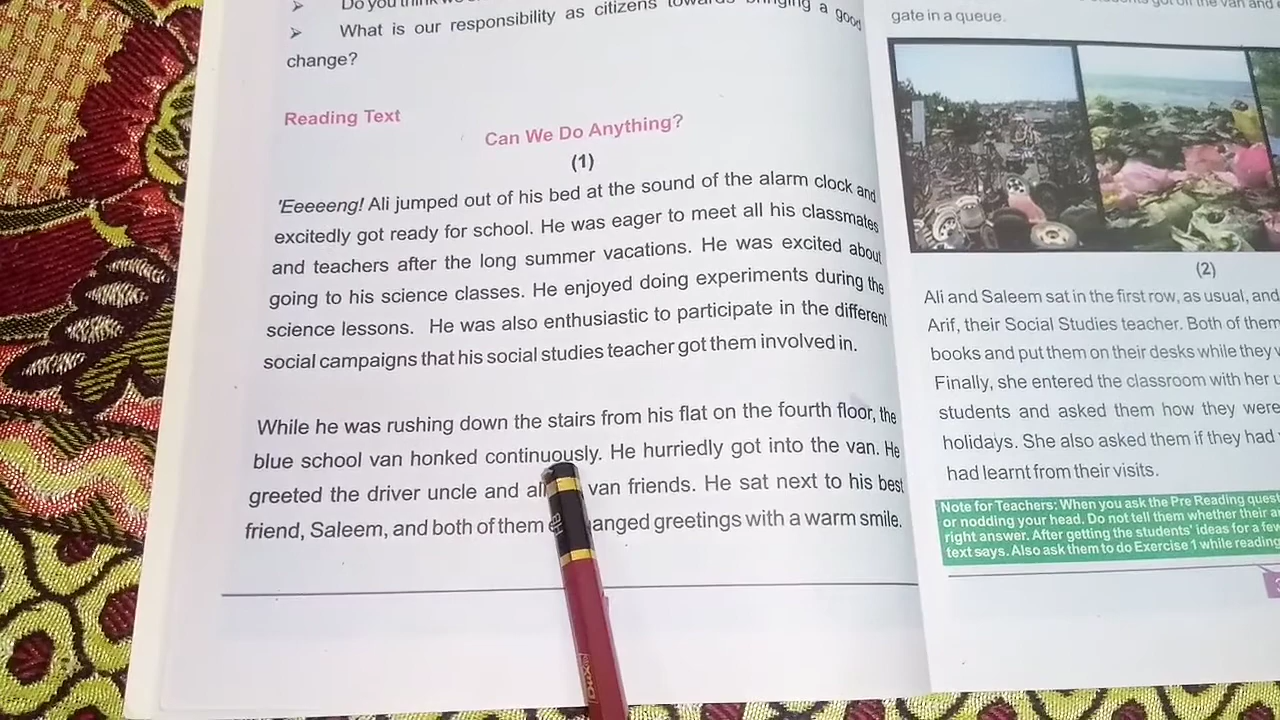 Do you think
➤ What is our responsibility as citizens towards bringing a good
change?
Reading Text
Can We Do Anything?
(1)
'Eeeeeng! Ali jumped out of his bed at the sound of the alarm clock and
excitedly got ready for school. He was eager to meet all his classmates
and teachers after the long summer vacations. He was excited about
going to his science classes. He enjoyed doing experiments during the
science lessons. He was also enthusiastic to participate in the different
social campaigns that his social studies teacher got them involved in.
While he was rushing down the stairs from his flat on the fourth floor, the
blue school van honked continuously. He hurriedly got into the van. He
greeted the driver uncle and all van friends. He sat next to his best
friend, Saleem, and both of them anged greetings with a warm smile.
got off the van and
gate in a queue.
(2)
Ali and Saleem sat in the first row, as usual, and
Arif, their Social Studies teacher. Both of them
books and put them on their desks while they
Finally, she entered the classroom with her
students and asked them how they were
holidays. She also asked them if they had
had learnt from their visits.
Note for Teachers: When you ask the Pre Reading quest
or nodding your head. Do not tell them whether their
right answer. After getting the students' ideas for a few
text says. Also ask them to do Exercise 1 while reading